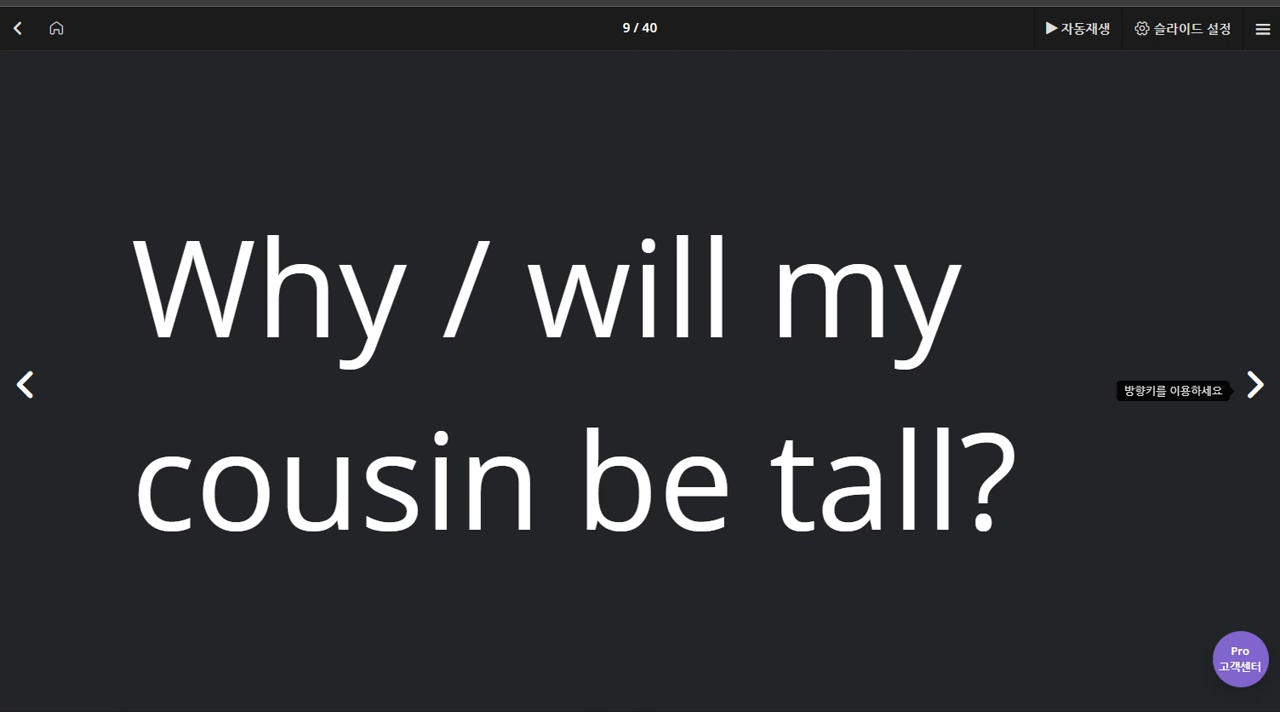 9 / 40
▶ 자동재생
슬라이드 설정
Why / will my
cousin be tall?
방향키를 이용하세요
Pro
고객센터